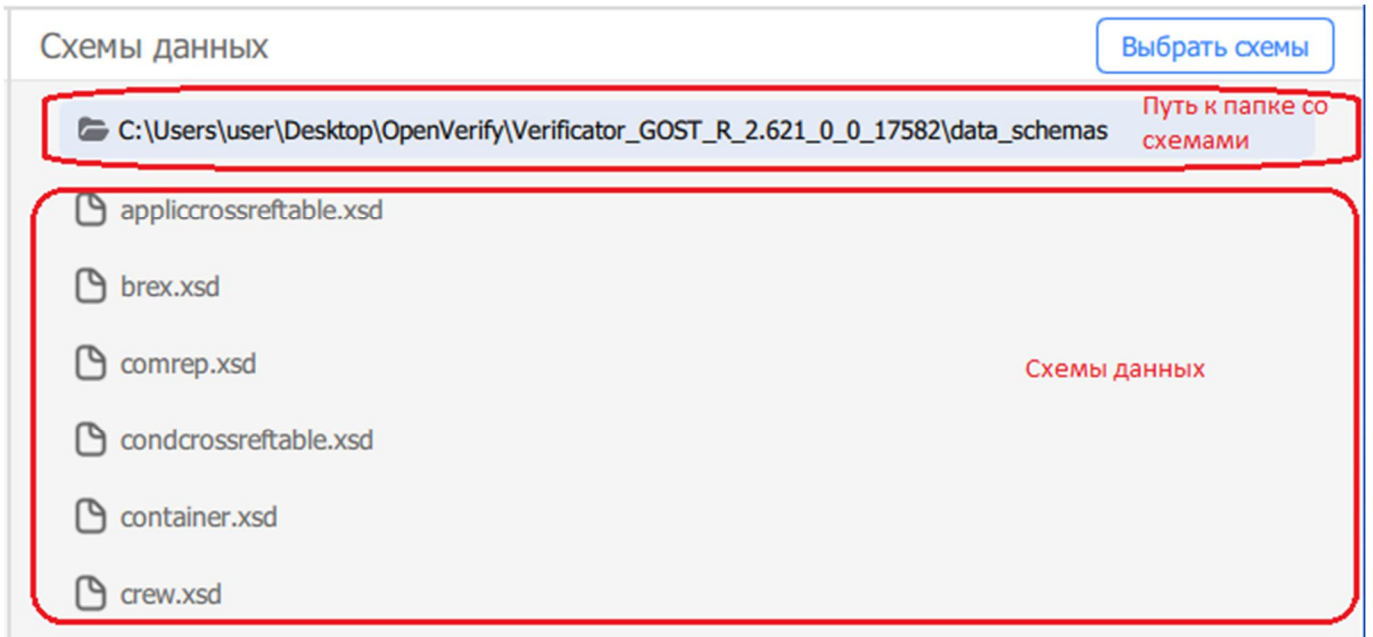 Схемы данных
Выбрать схемы
C:\Users\user\Desktop\OpenVerify\Verificator_GOST_R_2.621_0_0_17582\data_schemas
Путь к папке со
схемами
appliccrossreftable.xsd
brex.xsd
comrep.xsd
Схемы данных
condcrossreftable.xsd
container.xsd
crew.xsd